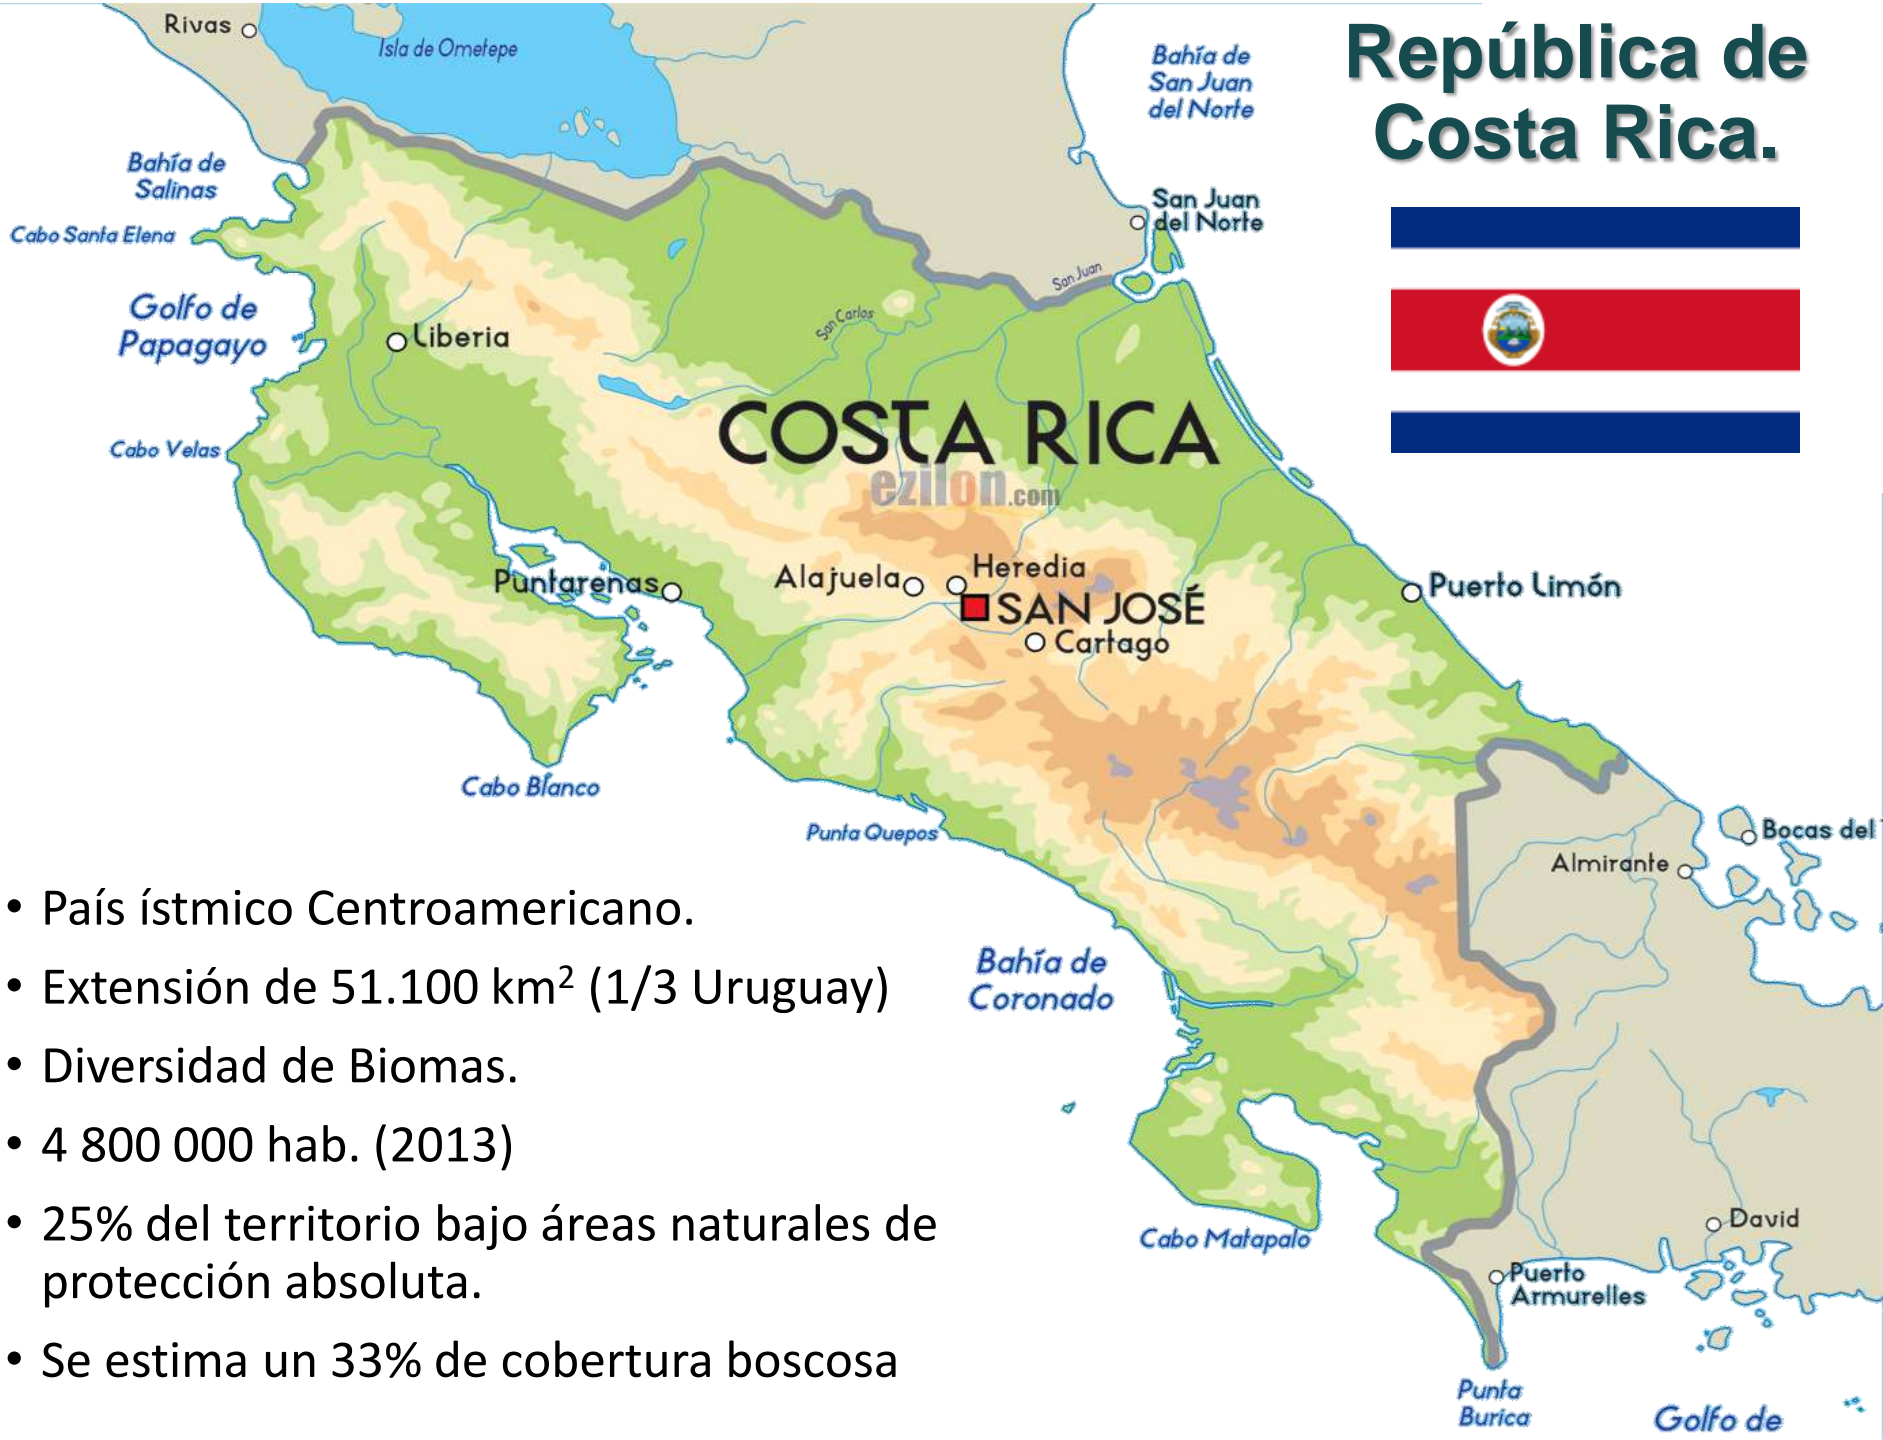 República de
Costa Rica.
Rivas
Isla de Ometepe
Bahía de
San Juan
del Norte
Bahía de
Salinas
San Juan
del Norte
Cabo Santa Elena
San Juan
Golfo de
Papagayo
San Carlos
Liberia
COSTA RICA
Cabo Velas
ezilon.com
Heredia
Puntarenas
Alajuela
Puerto Limón
SAN JOSÉ
Cartago
Cabo Blanco
Punta Quepos
Bocas del
Almirante
Bahía de
Coronado
Cabo Matapalo
David
Puerto
Armurelles
Punta
Burica
Golfo de
• País ístmico Centroamericano.
• Extensión de 51.100 km² (1/3 Uruguay)
• Diversidad de Biomas.
• 4 800 000 hab. (2013)
• 25% del territorio bajo áreas naturales de
protección absoluta.
• Se estima un 33% de cobertura boscosa